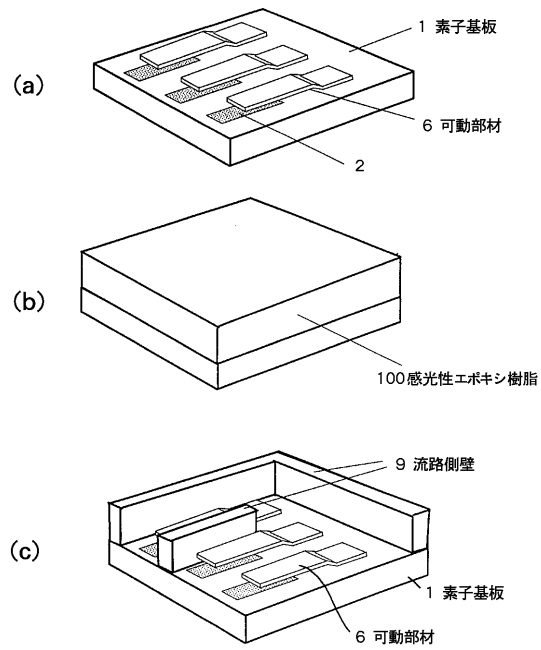 (a)
1 素子基板
6 可動部材
2
(b)
100感光性エポキシ樹脂
(c)
9 流路側壁
1 素子基板
6 可動部材